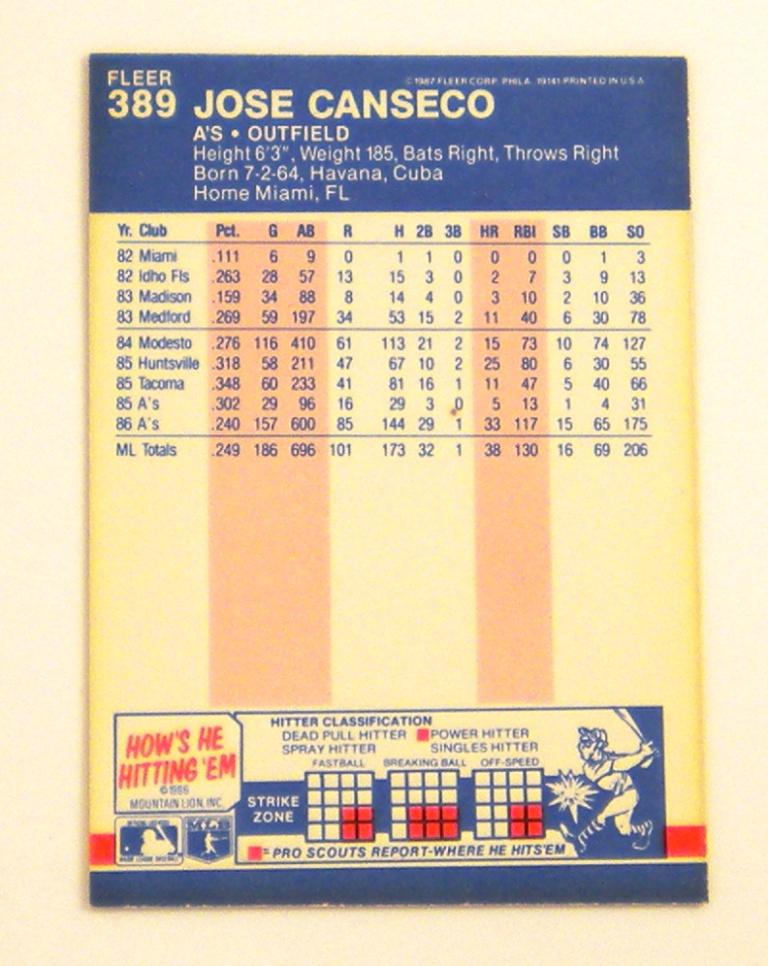 FLEER
389 JOSE CANSECO
© 1987 FLEER CORP. PHILA. 19141 PRINTED IN U S A
A'S • OUTFIELD
Height 6'3", Weight 185, Bats Right, Throws Right
Born 7-2-64, Havana, Cuba
Home Miami, FL
Yr. Club Pct. G AB R H 2B 3B HR RBI SB BB SO
82 Miami .111 6 9 0 1 1 0 0 0 0 1 3
82 Idho Fls .263 28 57 13 15 3 0 2 7 3 9 13
83 Madison .159 34 88 8 14 4 0 3 10 2 10 36
83 Medford .269 59 197 34 53 15 2 11 40 6 30 78
84 Modesto .276 116 410 61 113 21 2 15 73 10 74 127
85 Huntsville .318 58 211 47 67 10 2 25 80 6 30 55
85 Tacoma .348 60 233 41 81 16 1 11 47 5 40 66
85 A's .302 29 96 16 29 3 0 5 13 1 4 31
86 A's .240 157 600 85 144 29 1 33 117 15 65 175
ML Totals .249 186 696 101 173 32 1 38 130 16 69 206
HOW'S HE
HITTING 'EM
© 1986
MOUNTAIN LION, INC.
HITTER CLASSIFICATION
DEAD PULL HITTER POWER HITTER
SPRAY HITTER SINGLES HITTER
FASTBALL BREAKING BALL OFF-SPEED
STRIKE
ZONE
= PRO SCOUTS REPORT-WHERE HE HITS 'EM